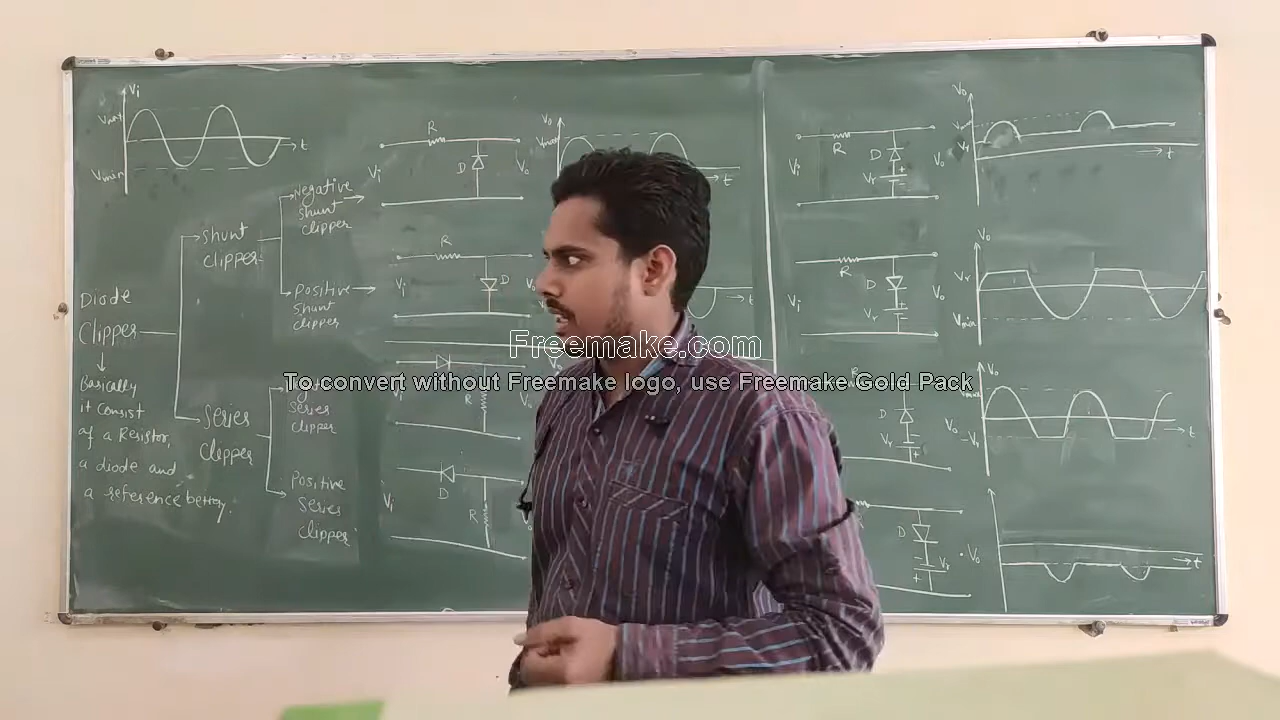 Vi
Vmin
t
Diode
Clipper
Basically
it consist
of a Resistor,
a diode and
a reference bettry.
shunt
clipper
Series
Clipper
Negative
shunt
clipper
Positive
shunt
clipper
series
clipper
Positive
Series
Clipper
R
Vi
D
Vo
R
Vi
D
Vo
R
Vo
Vi
D
R
Vo
Vmax
t
t
R
Vi
D
Vr
Vo
R
Vi
D
Vr
Vo
D
Vr
Vo
D
Vr
Vo
Vo
Vr
t
Vo
Vr
Vmin
Vo
Vmax
-Vr
t
t
Freemake.com
To convert without Freemake logo, use Freemake Gold Pack